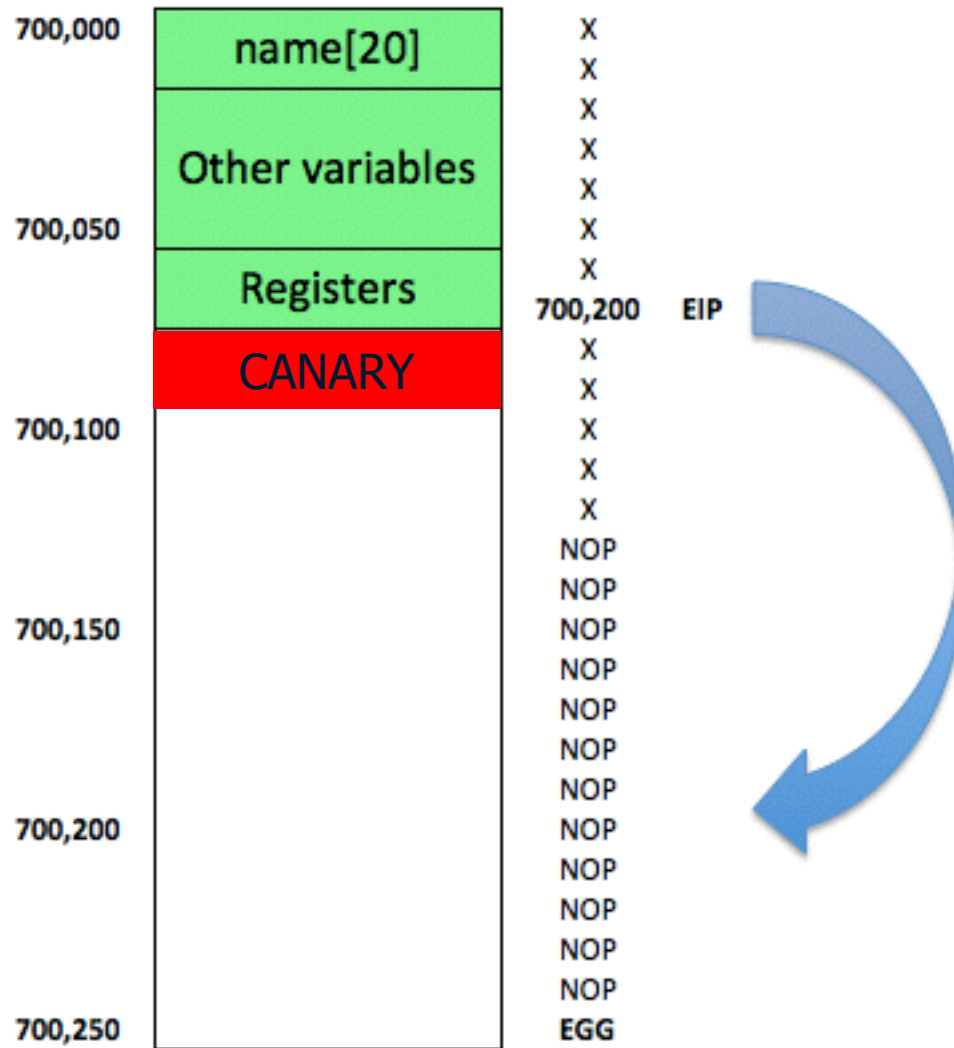 700,000 X
name[20]
X
X
X
Other variables
X
700,050 X
X
Registers
700,200 EIP
X
CANARY
X
700,100 X
X
X
NOP
NOP
700,150 NOP
NOP
NOP
NOP
NOP
700,200 NOP
NOP
NOP
NOP
NOP
700,250 EGG